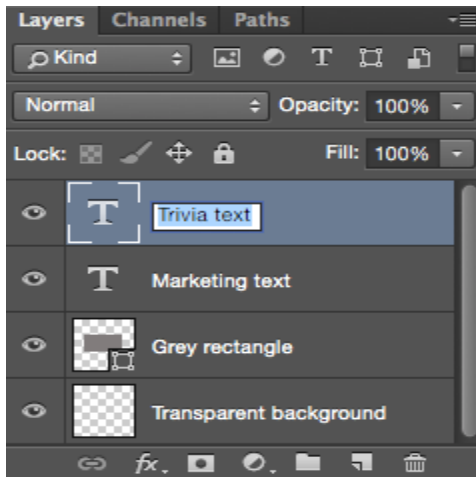 Layers Channels Paths
Kind
Normal Opacity: 100%
Lock: Fill: 100%
Trivia text
Marketing text
Grey rectangle
Transparent background